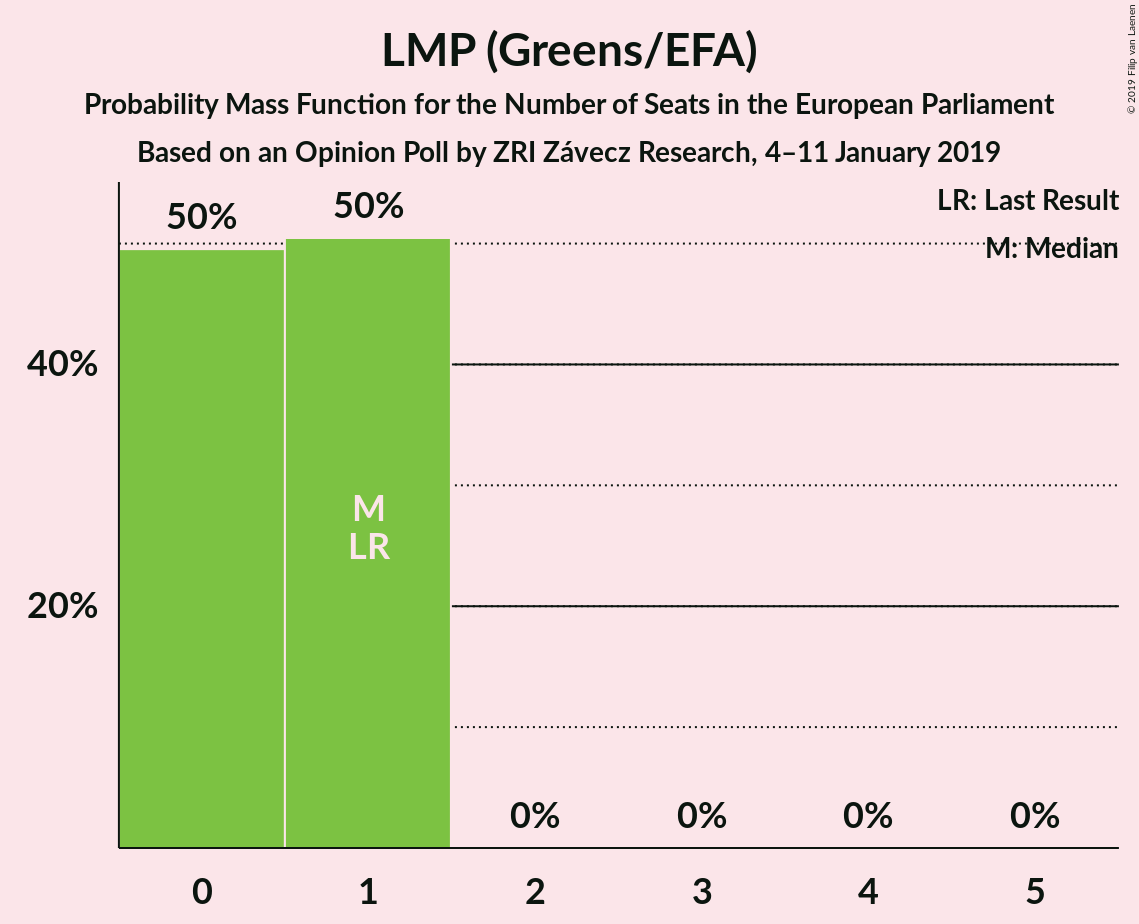 LMP (Greens/EFA)
Probability Mass Function for the Number of Seats in the European Parliament
Based on an Opinion Poll by ZRI Závecz Research, 4–11 January 2019
© 2019 Filip van Laenen
LR: Last Result
M: Median
50%
50%
40%
M
LR
20%
0%
0%
0%
0%
0
1
2
3
4
5